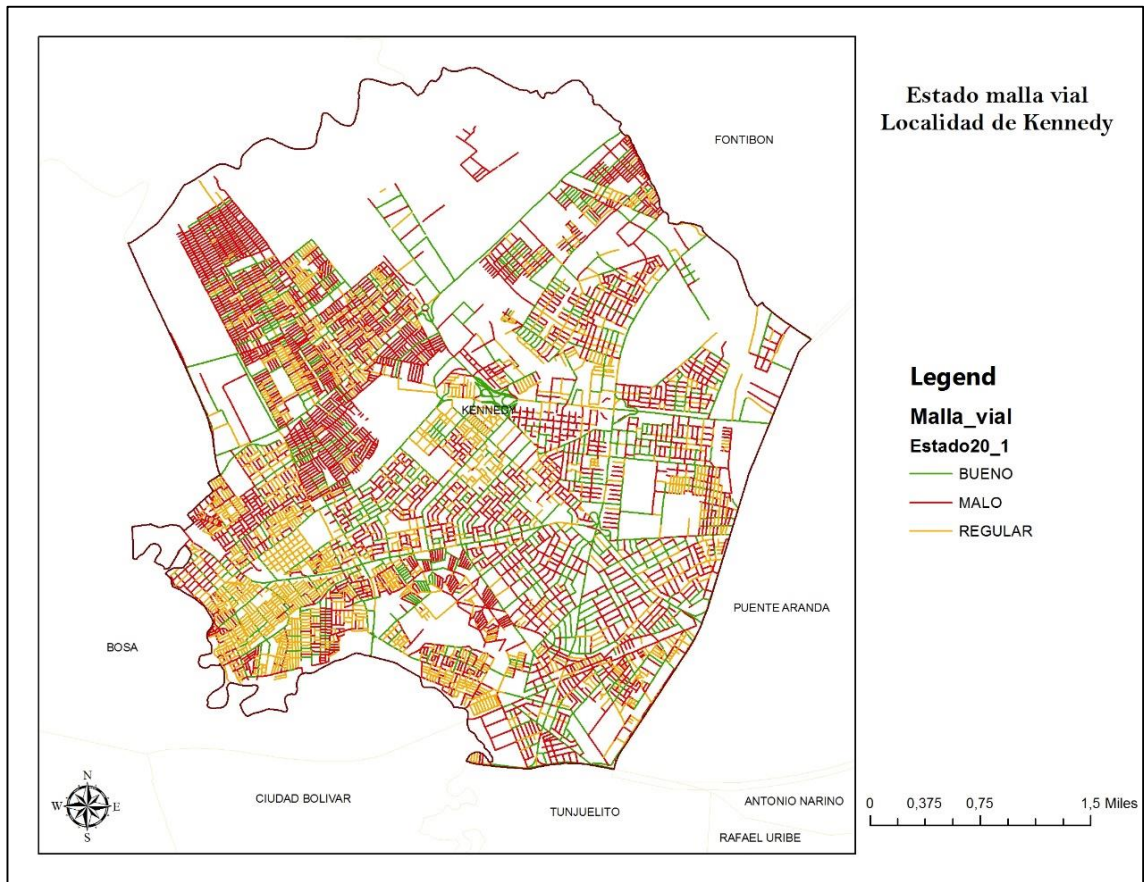 Estado malla vial
Localidad de Kennedy
FONTIBON
KENNEDY
PUENTE ARANDA
BOSA
CIUDAD BOLIVAR
TUNJUELITO
ANTONIO NARINO
RAFAEL URIBE
N
W
E
S
Legend
Malla_vial
Estado20_1
BUENO
MALO
REGULAR
0 0,375 0,75 1,5 Miles